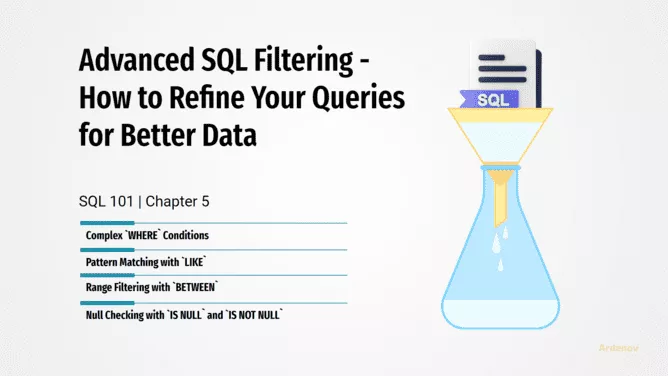 Advanced SQL Filtering -
How to Refine Your Queries
for Better Data
SQL
SQL 101 | Chapter 5
Complex `WHERE` Conditions
Pattern Matching with `LIKE`
Range Filtering with `BETWEEN`
Null Checking with `IS NULL` and `IS NOT NULL`